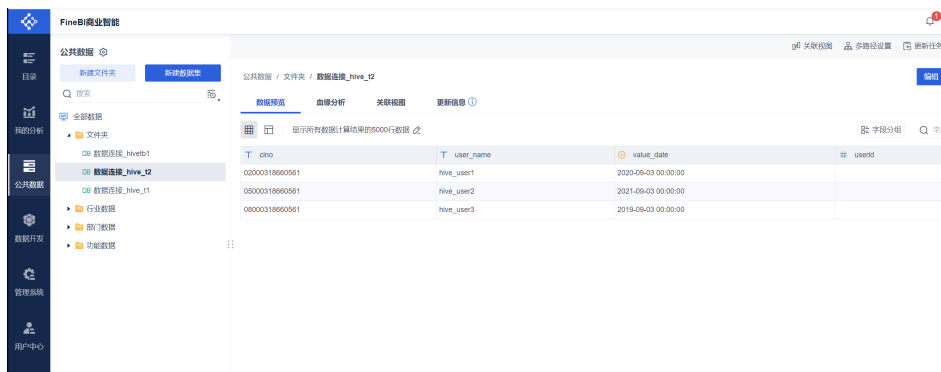 FineBI商业智能
1
目录
我的分析
公共数据
数据开发
管理系统
用户中心
公共数据
新建文件夹 新建数据集
搜索
全部数据
文件夹
DB 数据连接_hivetb1
DB 数据连接_hive_t2
DB 数据连接_hive_t1
行业数据
部门数据
功能数据
关联视图 多路径设置 更新任务
公共数据 / 文件夹 / 数据连接_hive_t2
编辑
数据预览 血缘分析 关联视图 更新信息
显示所有数据计算结果的5000行数据
字段分组
T cino T user_name value_date # userid
02000318660561 hive_user1 2020-09-03 00:00:00
05000318660561 hive_user2 2021-09-03 00:00:00
08000318660561 hive_user3 2019-09-03 00:00:00